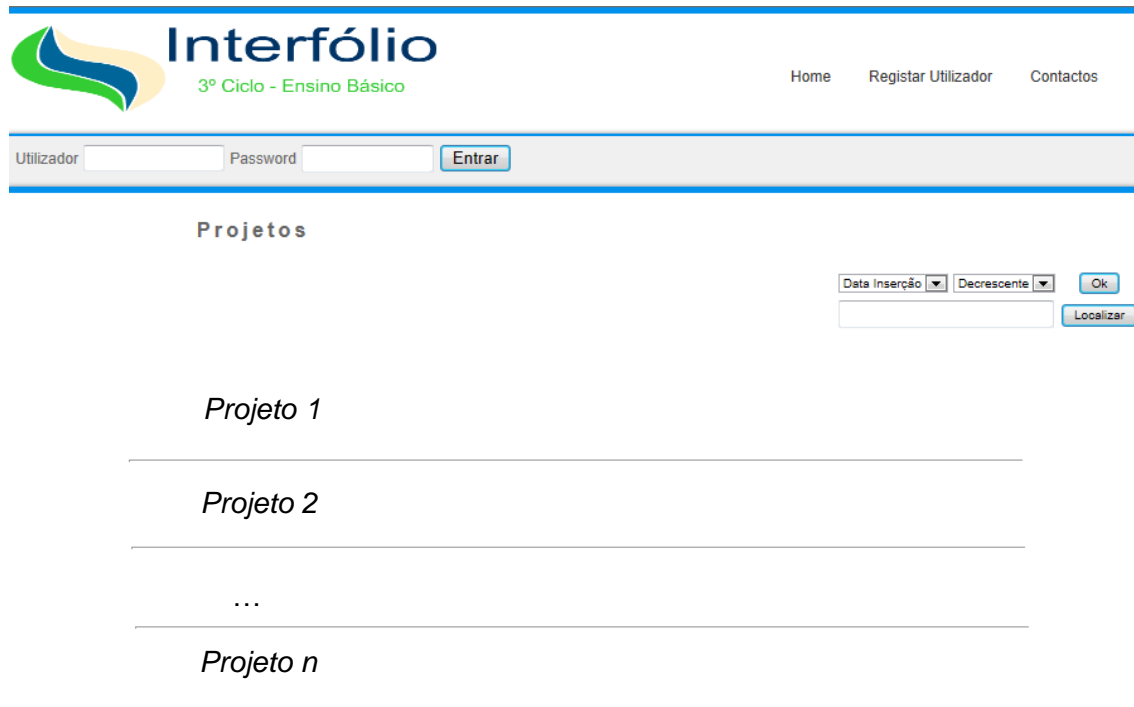 Interfólio
3º Ciclo - Ensino Básico
Home Registar Utilizador Contactos
Utilizador Password Entrar
Projetos
Data Inserção Decrescente Ok
Localizar
Projeto 1
Projeto 2
...
Projeto n